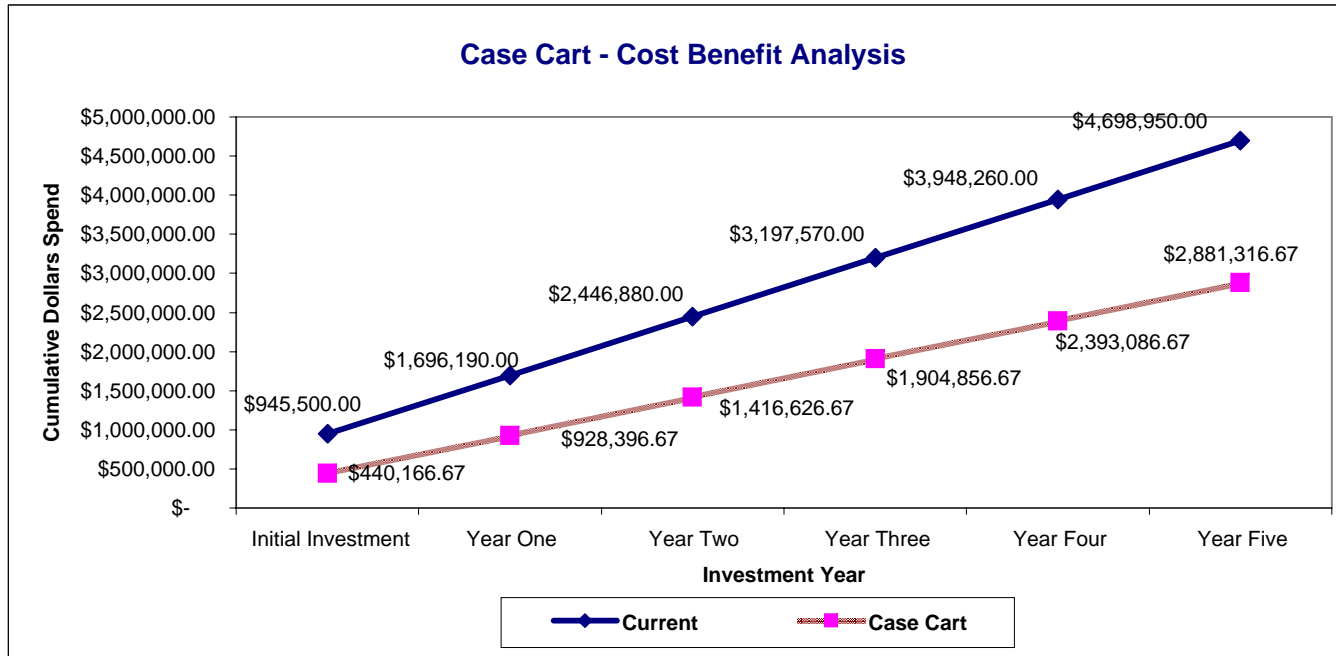 Case Cart - Cost Benefit Analysis
Cumulative Dollars Spend
$5,000,000.00
$4,500,000.00
$4,000,000.00
$3,500,000.00
$3,000,000.00
$2,500,000.00
$2,000,000.00
$1,500,000.00
$1,000,000.00
$500,000.00
$-
$945,500.00
$1,696,190.00
$2,446,880.00
$3,197,570.00
$3,948,260.00
$4,698,950.00
$440,166.67
$928,396.67
$1,416,626.67
$1,904,856.67
$2,393,086.67
$2,881,316.67
Initial Investment
Year One
Year Two
Year Three
Year Four
Year Five
Investment Year
Current
Case Cart